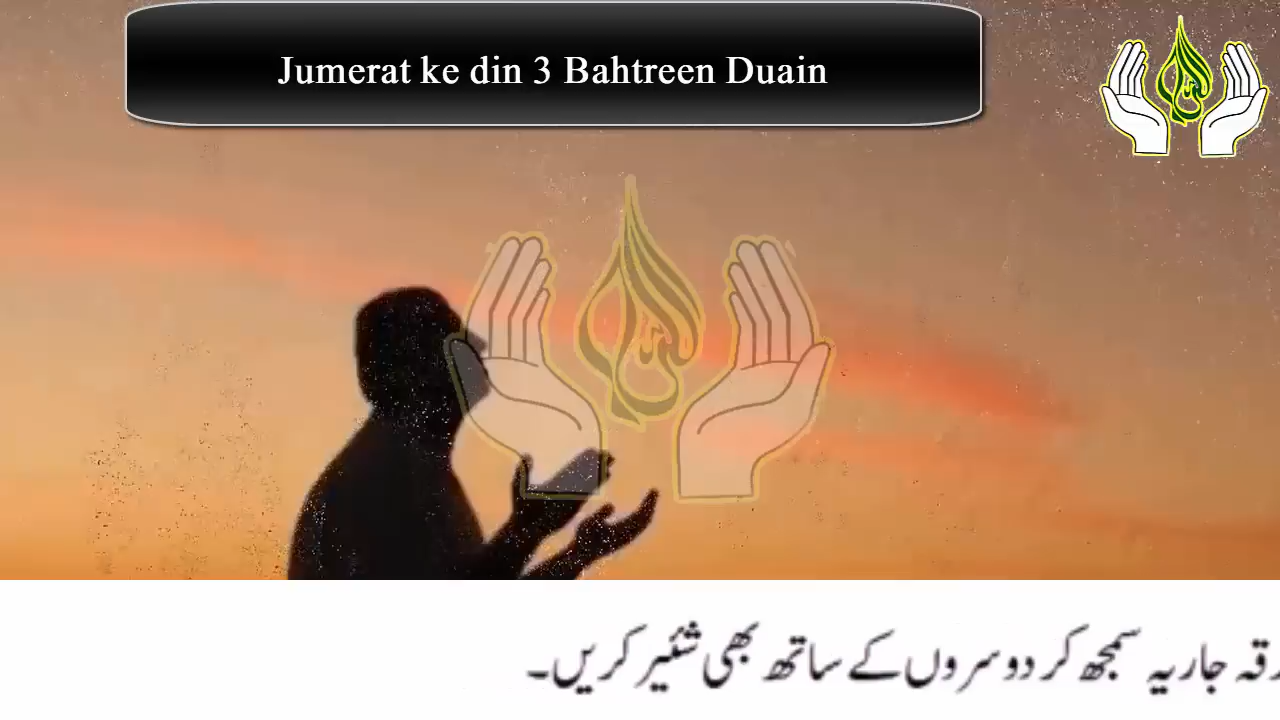 Jumerat ke din 3 Bahtreen Duain
جاریہ سمجھ کر دوسروں کے ساتھ بھی شئیر کریں۔